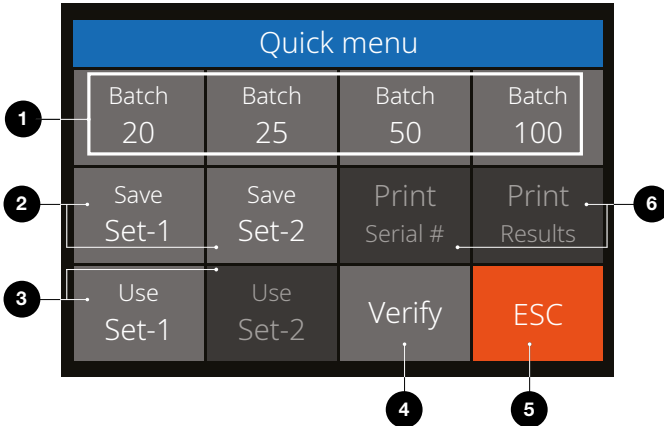 Quick menu
Batch Batch Batch Batch
1
20 25 50 100
2
Save Save Print Print
6
Set-1 Set-2 Serial # Results
3
Use Use
Verify ESC
Set-1 Set-2
4 5